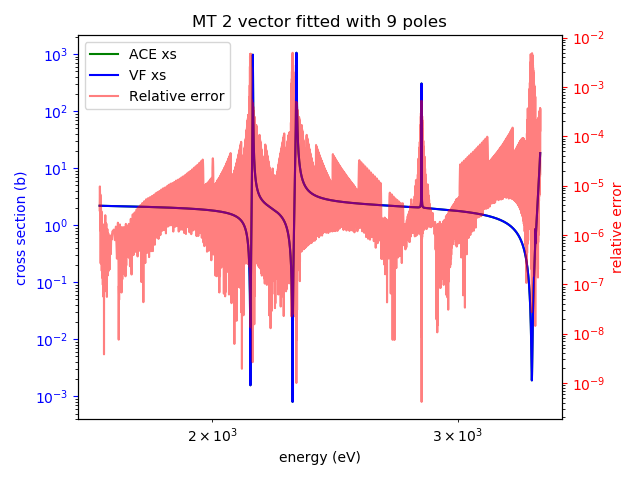 MT 2 vector fitted with 9 poles
ACE xs
VF xs
Relative error
cross section (b)
10³
10²
10¹
10⁰
10⁻¹
10⁻²
10⁻³
10⁻²
10⁻³
10⁻⁴
10⁻⁵
10⁻⁶
10⁻⁷
10⁻⁸
10⁻⁹
relative error
2 × 10³
3 × 10³
energy (eV)